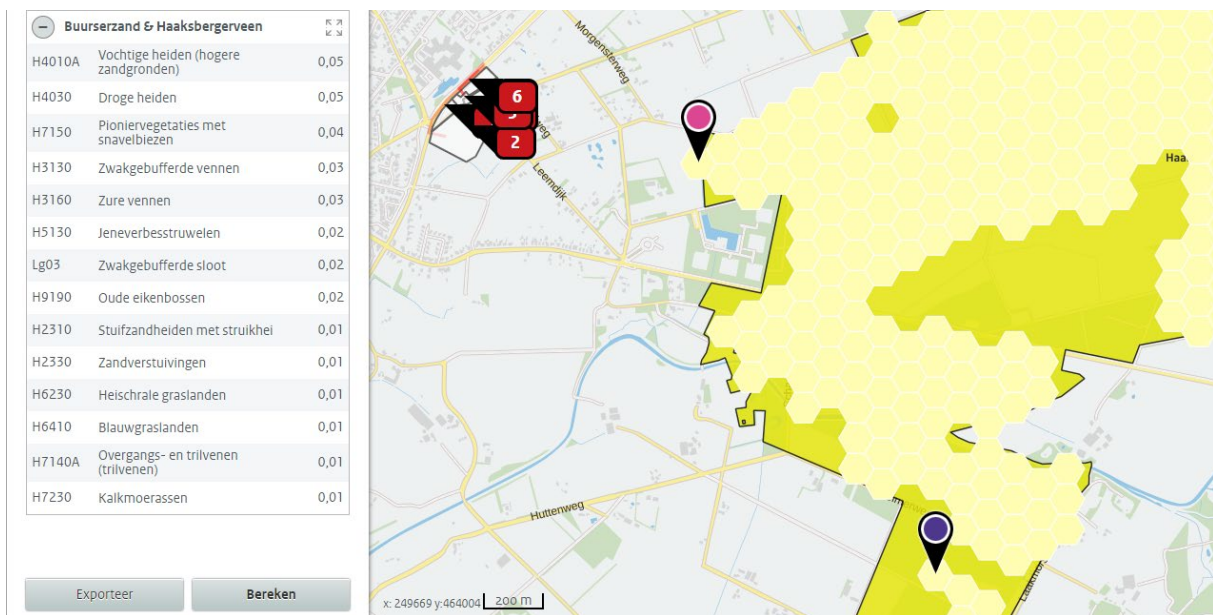 Buurserzand & Haaksbergerveen
H4010A Vochtige heiden (hogere
zandgronden) 0,05
H4030 Droge heiden 0,05
H7150 Pioniervegetaties met
snavelbiezen 0,04
H3130 Zwakgebufferde vennen 0,03
H3160 Zure vennen 0,03
H5130 Jeneverbesstruwelen 0,02
Lg03 Zwakgebufferde sloot 0,02
H9190 Oude eikenbossen 0,02
H2310 Stuifzandheiden met struikhei 0,01
H2330 Zandverstuivingen 0,01
H6230 Heischrale graslanden 0,01
H6410 Blauwgraslanden 0,01
H7140A Overgangs- en trilvenen
(trilvenen) 0,01
H7230 Kalkmoerassen 0,01
Exporteer Bereken
Morgensterweg
6
2
Leemdijk
Haa
Huttenweg
x: 249669 y:464004 200 m